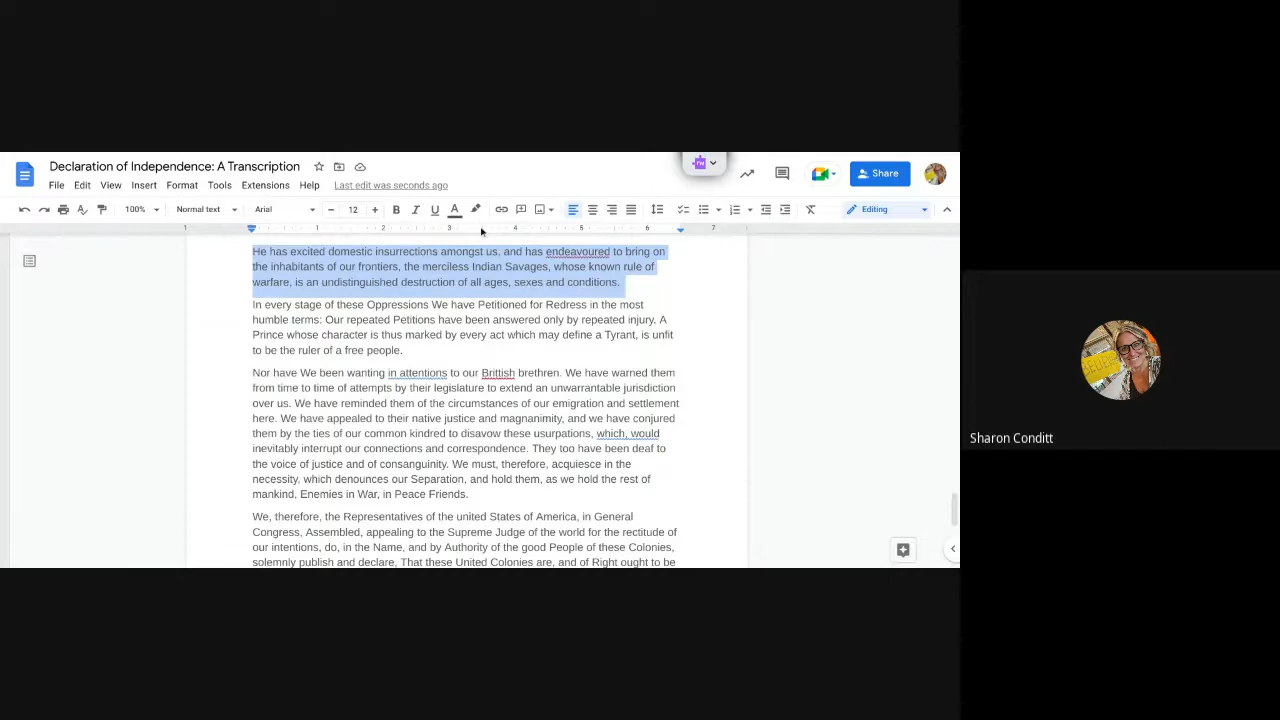 Declaration of Independence: A Transcription
Share
File Edit View Insert Format Tools Extensions Help Last edit was seconds ago
100% Normal text Arial 12 B I U A Editing
1 1 2 3 4 5 6 7
He has excited domestic insurrections amongst us, and has endeavoured to bring on
the inhabitants of our frontiers, the merciless Indian Savages, whose known rule of
warfare, is an undistinguished destruction of all ages, sexes and conditions.
In every stage of these Oppressions We have Petitioned for Redress in the most
humble terms: Our repeated Petitions have been answered only by repeated injury. A
Prince whose character is thus marked by every act which may define a Tyrant, is unfit
to be the ruler of a free people.
Nor have We been wanting in attentions to our Brittish brethren. We have warned them
from time to time of attempts by their legislature to extend an unwarrantable jurisdiction
over us. We have reminded them of the circumstances of our emigration and settlement
here. We have appealed to their native justice and magnanimity, and we have conjured
them by the ties of our common kindred to disavow these usurpations, which, would
inevitably interrupt our connections and correspondence. They too have been deaf to
the voice of justice and of consanguinity. We must, therefore, acquiesce in the
necessity, which denounces our Separation, and hold them, as we hold the rest of
mankind, Enemies in War, in Peace Friends.
We, therefore, the Representatives of the united States of America, in General
Congress, Assembled, appealing to the Supreme Judge of the world for the rectitude of
our intentions, do, in the Name, and by Authority of the good People of these Colonies,
solemnly publish and declare, That these United Colonies are, and of Right ought to be
Sharon Conditt